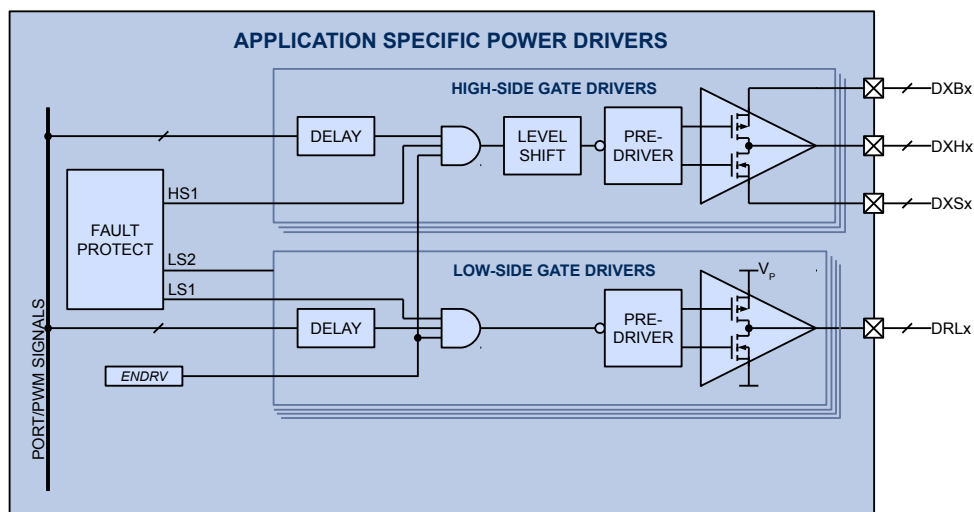 APPLICATION SPECIFIC POWER DRIVERS
HIGH-SIDE GATE DRIVERS
DXBx
DELAY
LEVEL
SHIFT
PRE-
DRIVER
DXHx
HS1
DXSx
FAULT
PROTECT
LS2
LS1
LOW-SIDE GATE DRIVERS
VP
DELAY
PRE-
DRIVER
DRLx
ENDRV
PORT/PWM SIGNALS